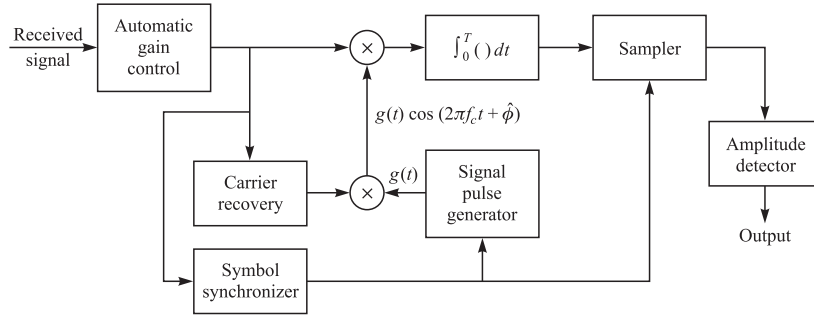 Received
signal
Automatic
gain
control
×
∫₀ᵀ ( ) dt
Sampler
g(t) cos (2πf_c t + φ̂)
Amplitude
detector
Carrier
recovery
×
g(t)
Signal
pulse
generator
Output
Symbol
synchronizer